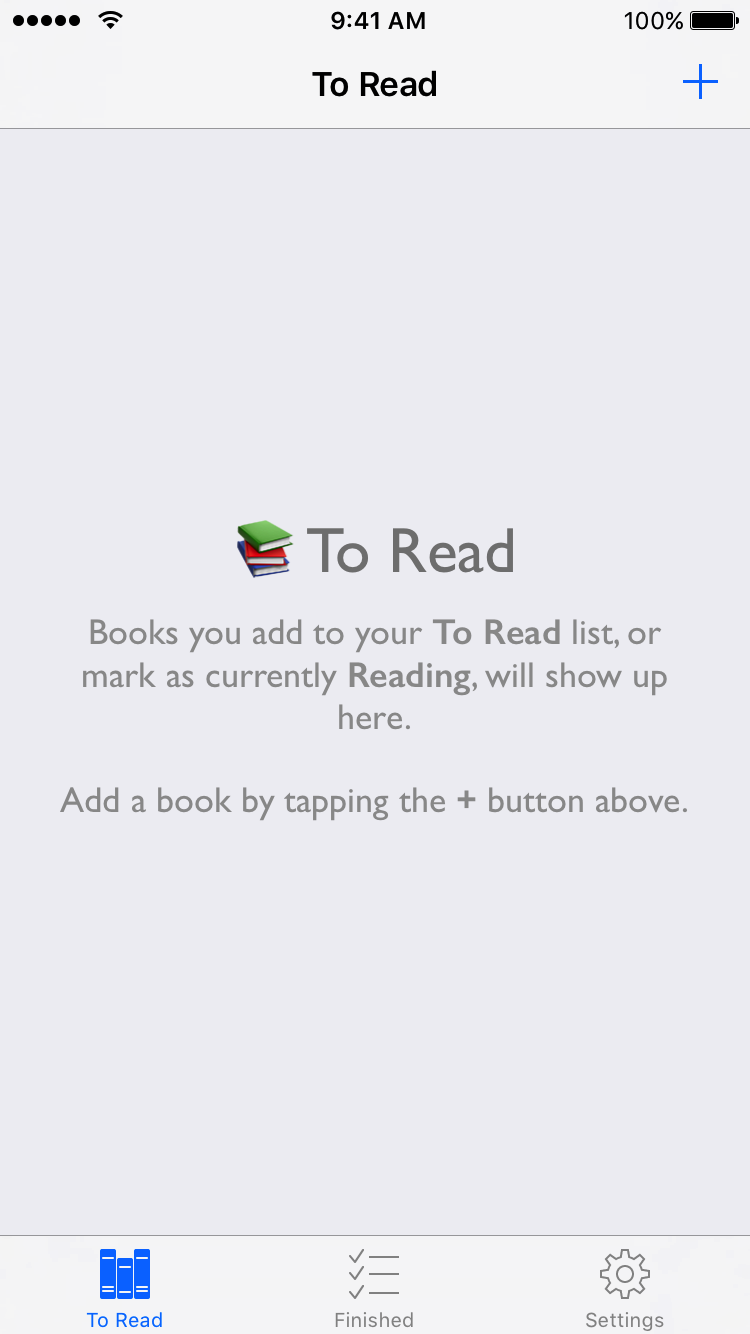 9:41 AM 100%
To Read
To Read
Books you add to your To Read list, or
mark as currently Reading, will show up
here.
Add a book by tapping the + button above.
To Read Finished Settings